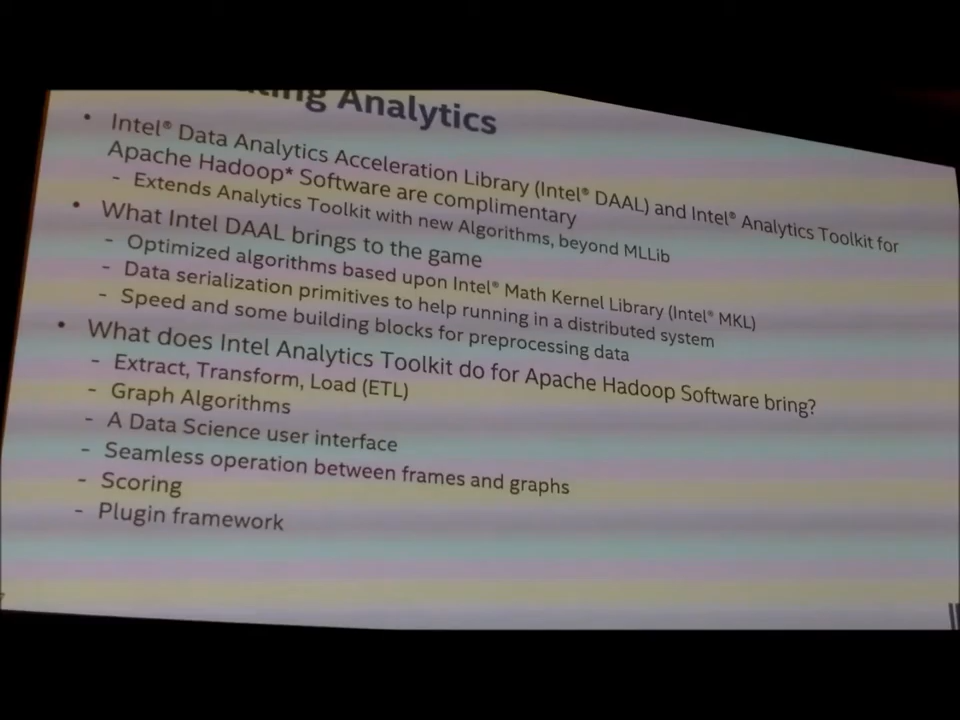 Analytics
• Intel® Data Analytics Acceleration Library (Intel® DAAL) and Intel® Analytics Toolkit for
Apache Hadoop* Software are complimentary
- Extends Analytics Toolkit with new Algorithms, beyond MLLib
• What Intel DAAL brings to the game
- Optimized algorithms based upon Intel® Math Kernel Library (Intel® MKL)
- Data serialization primitives to help running in a distributed system
- Speed and some building blocks for preprocessing data
• What does Intel Analytics Toolkit do for Apache Hadoop Software bring?
- Extract, Transform, Load (ETL)
- Graph Algorithms
- A Data Science user interface
- Seamless operation between frames and graphs
- Scoring
- Plugin framework